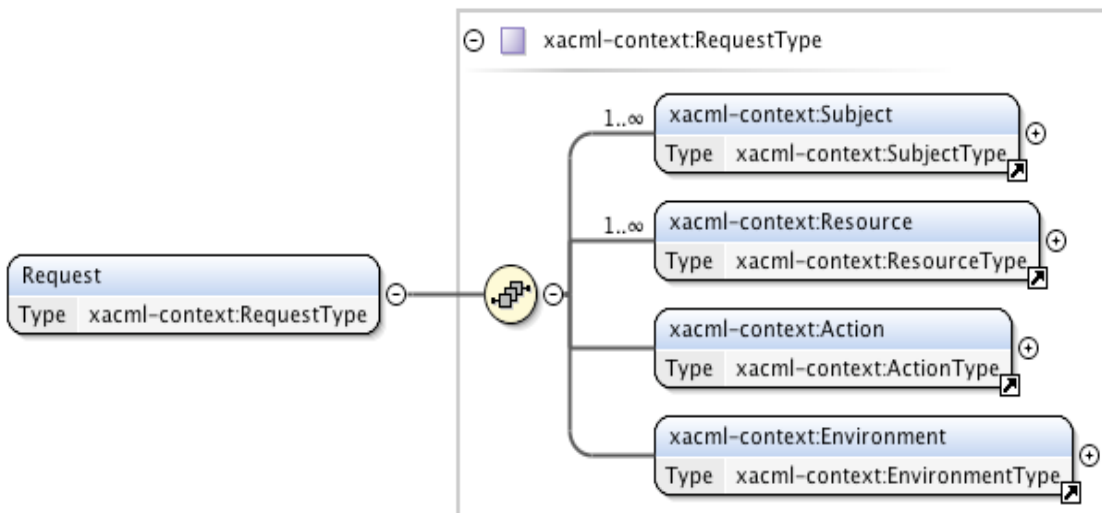 xacml-context:RequestType
1..∞
xacml-context:Subject
Type xacml-context:SubjectType
1..∞
xacml-context:Resource
Type xacml-context:ResourceType
Request
Type xacml-context:RequestType
xacml-context:Action
Type xacml-context:ActionType
xacml-context:Environment
Type xacml-context:EnvironmentType